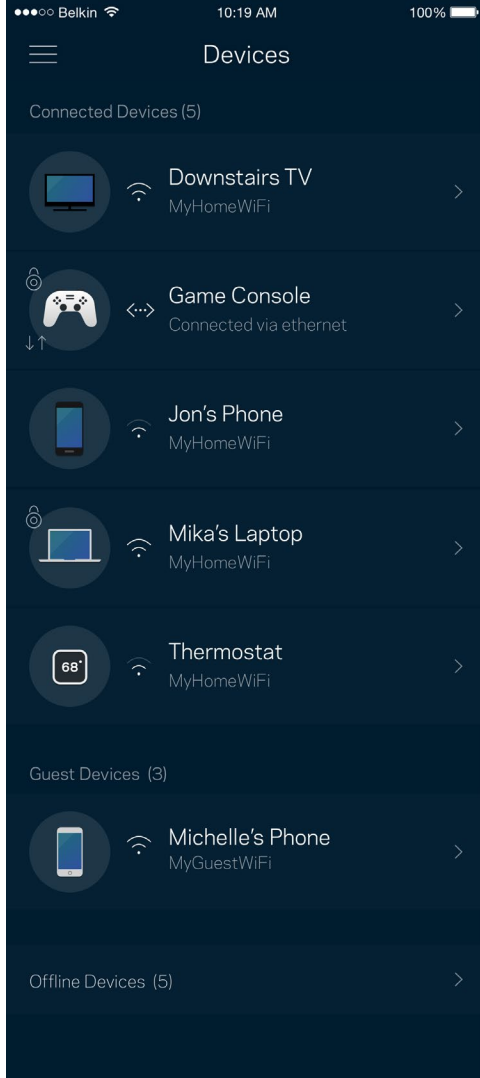 Belkin 10:19 AM 100%
Devices
Connected Devices (5)
Downstairs TV
MyHomeWiFi
Game Console
Connected via ethernet
Jon's Phone
MyHomeWiFi
Mika's Laptop
MyHomeWiFi
68°
Thermostat
MyHomeWiFi
Guest Devices (3)
Michelle's Phone
MyGuestWiFi
Offline Devices (5)